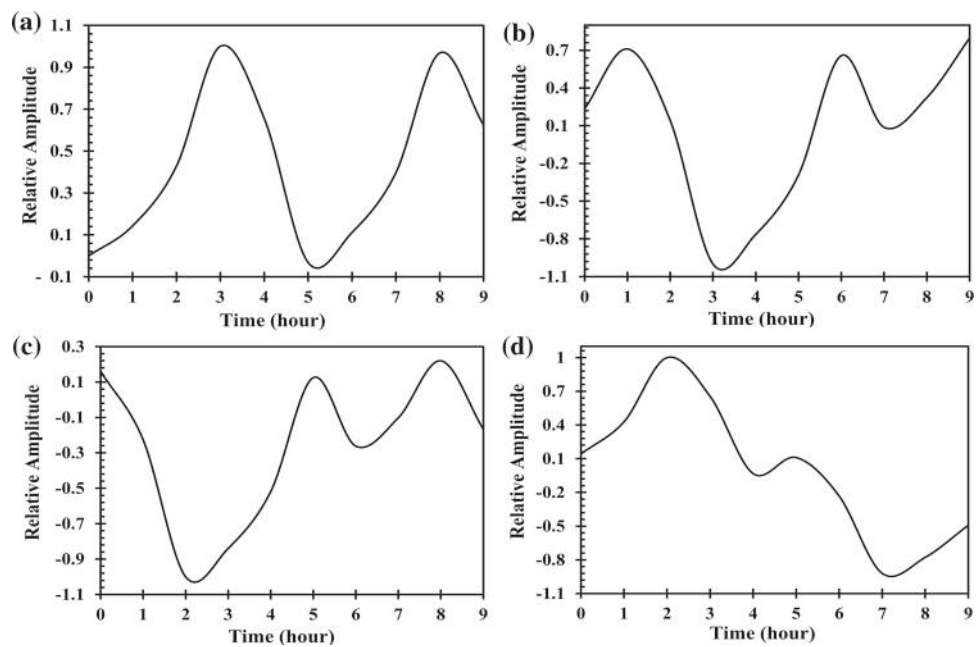 (a)
Relative Amplitude
1.1
0.9
0.7
0.5
0.3
0.1
-
0.1
0 1 2 3 4 5 6 7 8 9
Time (hour)
(b)
Relative Amplitude
0.7
0.4
0.1
-0.2
-0.5
-0.8
-1.1
0 1 2 3 4 5 6 7 8 9
Time (hour)
(c)
Relative Amplitude
0.3
0.1
-0.1
-0.3
-0.5
-0.7
-0.9
-1.1
0 1 2 3 4 5 6 7 8 9
Time (hour)
(d)
Relative Amplitude
1
0.7
0.4
0.1
-0.2
-0.5
-0.8
-1.1
0 1 2 3 4 5 6 7 8 9
Time (hour)